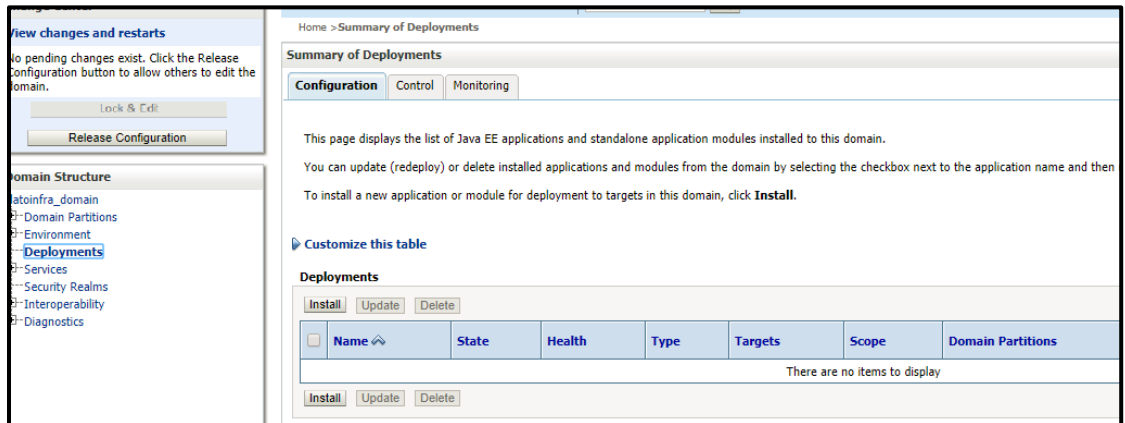 View changes and restarts
No pending changes exist. Click the Release
Configuration button to allow others to edit the
domain.
Lock & Edit
Release Configuration
Domain Structure
latoinfra_domain
Domain Partitions
Environment
Deployments
Services
Security Realms
Interoperability
Diagnostics
Home >Summary of Deployments
Summary of Deployments
Configuration Control Monitoring
This page displays the list of Java EE applications and standalone application modules installed to this domain.
You can update (redeploy) or delete installed applications and modules from the domain by selecting the checkbox next to the application name and then
To install a new application or module for deployment to targets in this domain, click Install.
Customize this table
Deployments
Install Update Delete
Name State Health Type Targets Scope Domain Partitions
There are no items to display
Install Update Delete